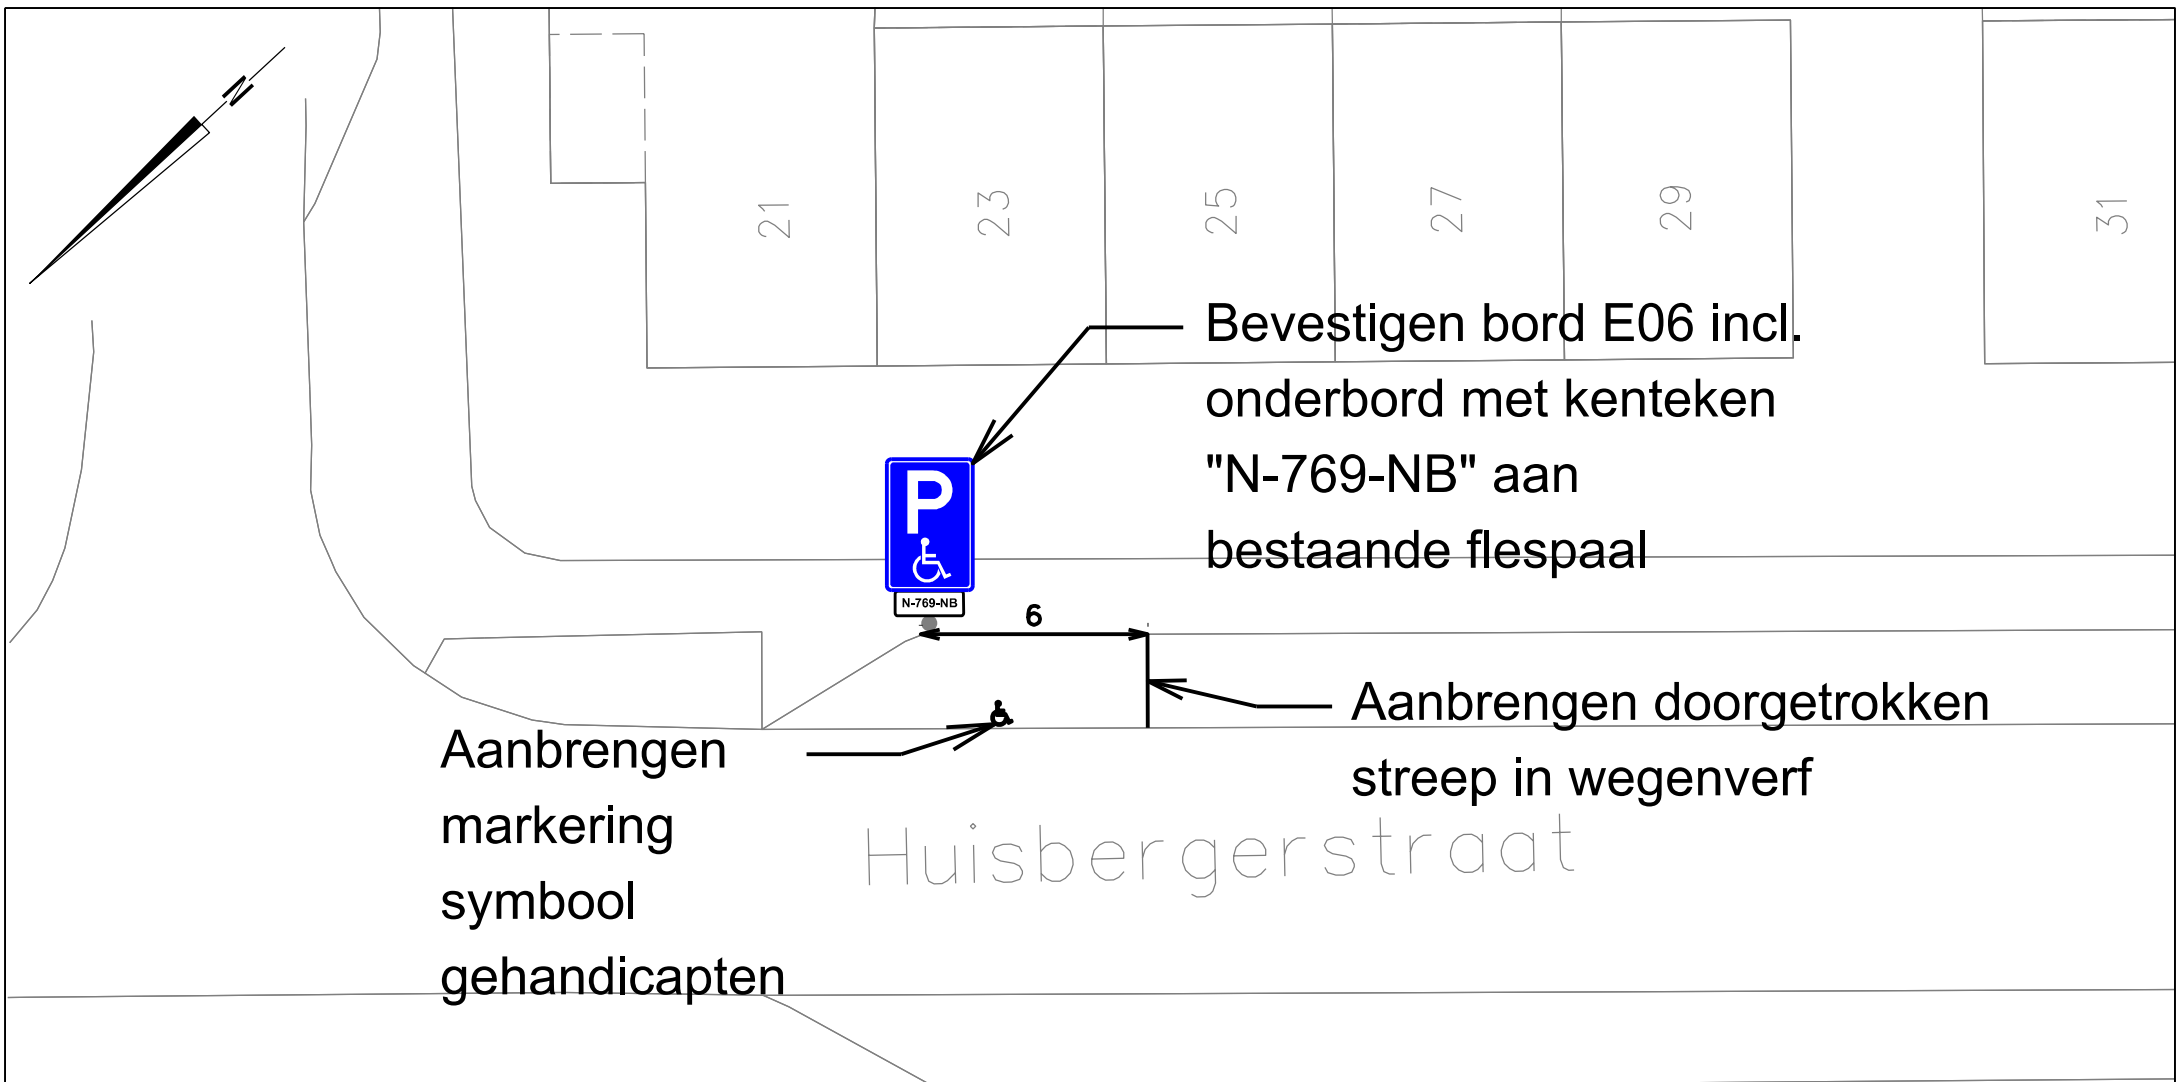 N
21
23
25
27
29
31
Bevestigen bord E06 incl.
onderbord met kenteken
"N-769-NB" aan
bestaande flespaal
P
N-769-NB
6
Aanbrengen doorgetrokken
streep in wegenverf
Aanbrengen
markering
symbool
gehandicapten
Huisbergerstraat